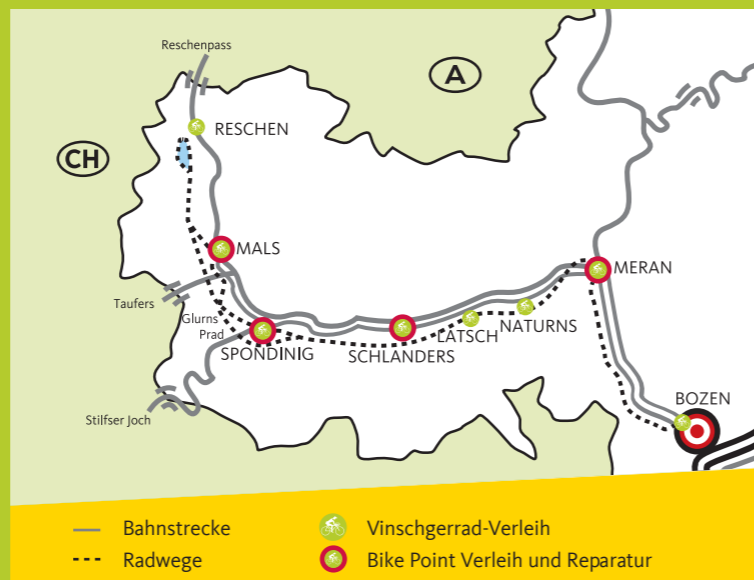 Reschenpass
A
RESCHEN
CH
MALS
MERAN
Taufers
Glurns
Prad
NATURNS
LATSCH
SPONDINIG
SCHLANDERS
BOZEN
Stilfser Joch
Bahnstrecke
Vinschgerrad-Verleih
Radwege
Bike Point Verleih und Reparatur